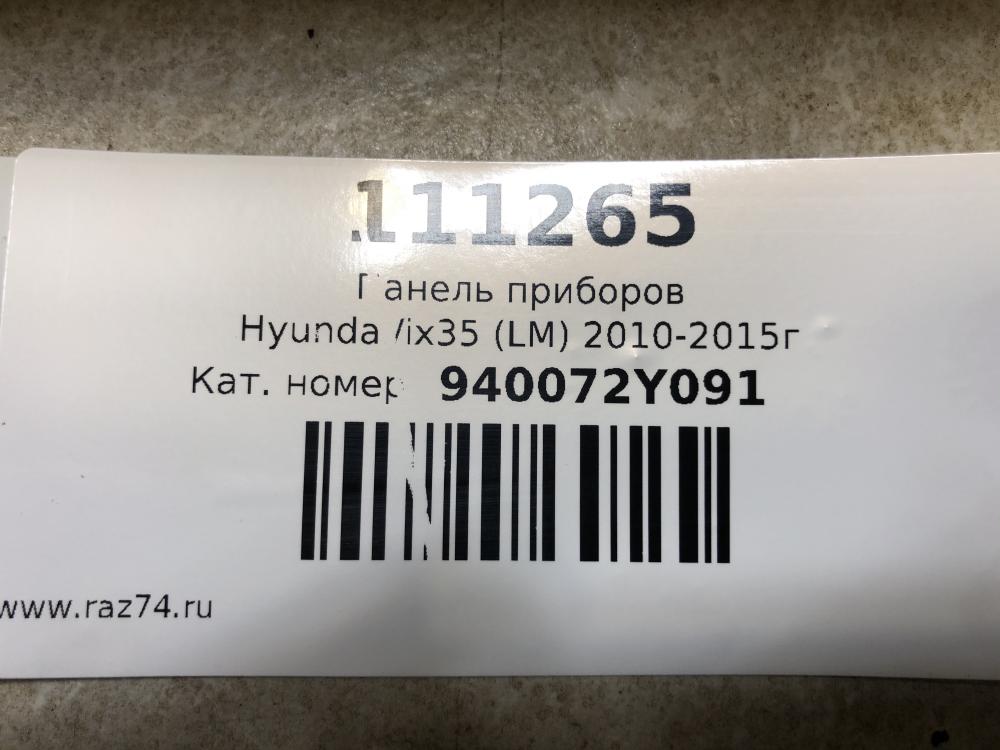 111265
Панель приборов
Hyundai ix35 (LM) 2010-2015г
Кат. номер 940072Y091
www.raz74.ru